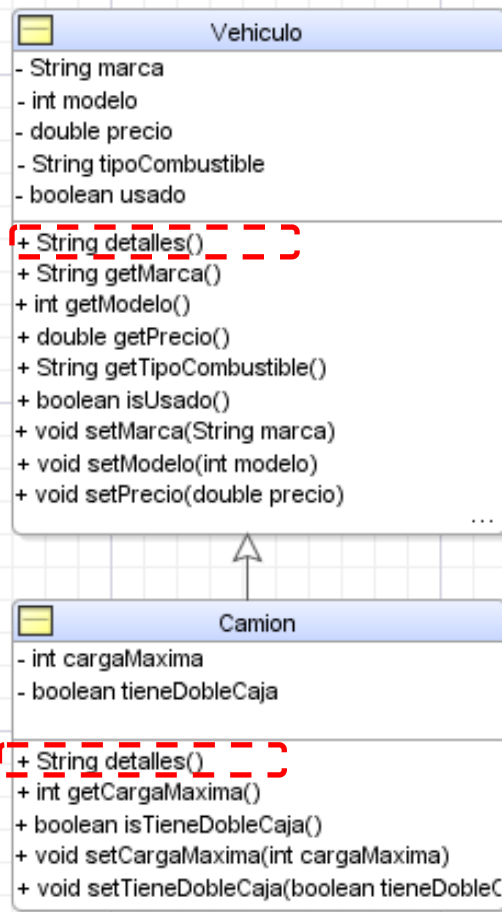 Vehiculo
- String marca
- int modelo
- double precio
- String tipoCombustible
- boolean usado
+ String detalles()
+ String getMarca()
+ int getModelo()
+ double getPrecio()
+ String getTipoCombustible()
+ boolean isUsado()
+ void setMarca(String marca)
+ void setModelo(int modelo)
+ void setPrecio(double precio)
...
Camion
- int cargaMaxima
- boolean tieneDobleCaja
+ String detalles()
+ int getCargaMaxima()
+ boolean isTieneDobleCaja()
+ void setCargaMaxima(int cargaMaxima)
+ void setTieneDobleCaja(boolean tieneDobleC